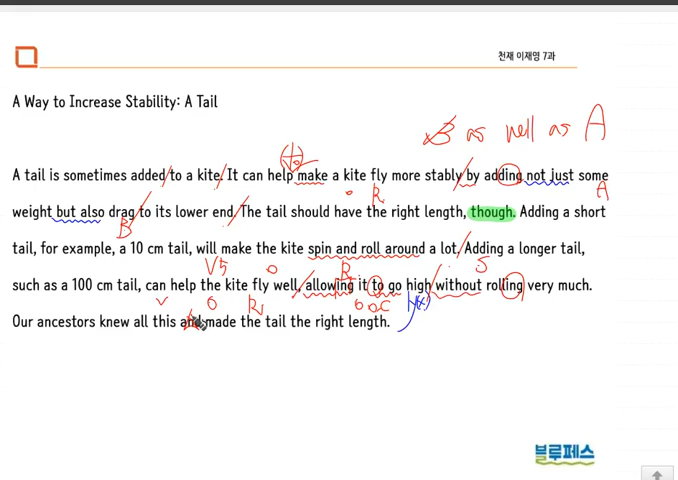 천재 이재영 7과
A Way to Increase Stability: A Tail
B as well as A
(to)
A tail is sometimes added to a kite. It can help make a kite fly more stably by adding not just some
R A
weight but also drag to its lower end. The tail should have the right length, though. Adding a short
B
tail, for example, a 10 cm tail, will make the kite spin and roll around a lot. Adding a longer tail,
V5 O R S
such as a 100 cm tail, can help the kite fly well, allowing it to go high without rolling very much.
V O R O OC
Our ancestors knew all this and made the tail the right length.
블루페스